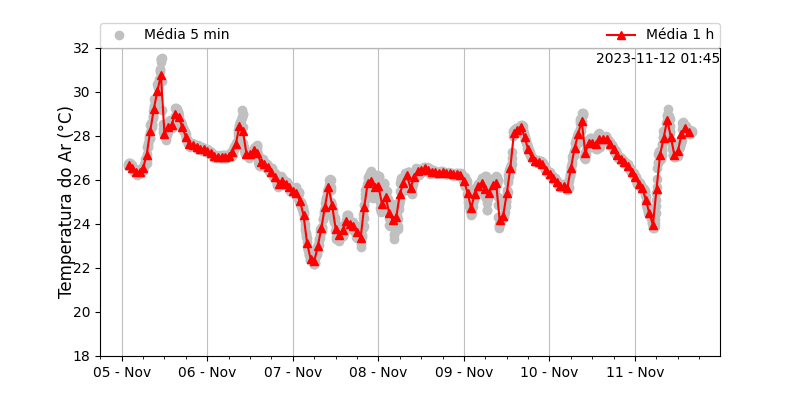 Média 5 min
Média 1 h
2023-11-12 01:45
Temperatura do Ar (°C)
32
30
28
26
24
22
20
18
05 - Nov
06 - Nov
07 - Nov
08 - Nov
09 - Nov
10 - Nov
11 - Nov